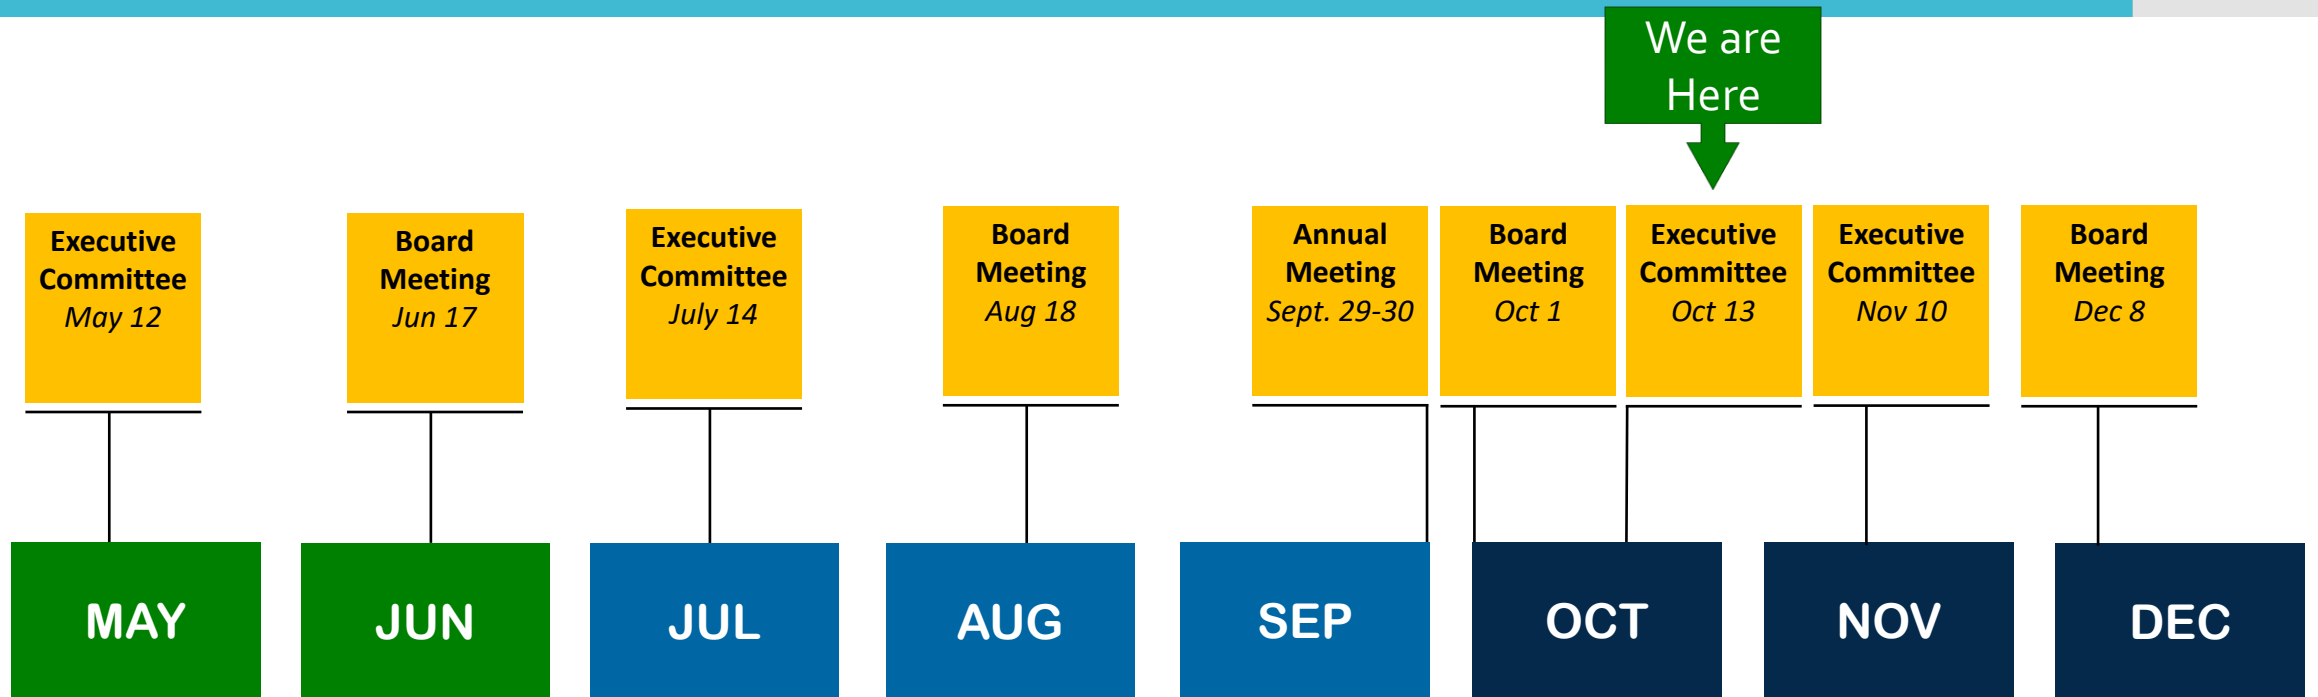 We are
Here
Executive
Committee
May 12
Board
Meeting
Jun 17
Executive
Committee
July 14
Board
Meeting
Aug 18
Annual
Meeting
Sept. 29-30
Board
Meeting
Oct 1
Executive
Committee
Oct 13
Executive
Committee
Nov 10
Board
Meeting
Dec 8
MAY
JUN
JUL
AUG
SEP
OCT
NOV
DEC